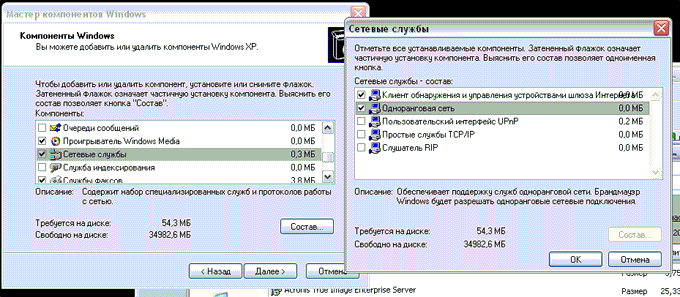 Мастер компонентов Windows
Компоненты Windows
Вы можете добавить или удалить компоненты Windows XP.
Чтобы добавить или удалить компонент, установите или снимите флажок.
Затененный флажок означает частичную установку компонента. Выяснить его
состав позволяет кнопка "Состав".
Компоненты:
Очереди сообщений 0,0 МБ
Проигрыватель Windows Media 0,0 МБ
Сетевые службы 0,3 МБ
Служба индексирования 0,0 МБ
Службы факсов 3,8 МБ
Описание: Содержит набор специализированных служб и протоколов работы
с сетью.
Требуется на диске: 54,3 МБ
Свободно на диске: 34982,6 МБ
Состав...
< Назад
Далее >
Отмена
Сетевые службы
Отметьте все устанавливаемые компоненты. Затененный флажок означает
частичную установку компонента. Выяснить его состав позволяет одноименная
кнопка.
Сетевые службы - состав:
Клиент обнаружения и управления устройствами шлюза Интернета 0,0 МБ
Одноранговая сеть 0,0 МБ
Пользовательский интерфейс UPnP 0,2 МБ
Простые службы TCP/IP 0,0 МБ
Слушатель RIP 0,0 МБ
Описание: Обеспечивает поддержку служб одноранговой сети. Брандмауэр
Windows будет разрешать одноранговые сетевые подключения.
Требуется на диске: 54,3 МБ
Свободно на диске: 34982,6 МБ
Состав...
OK
Отмена
Acronis True Image Enterprise Server
Размер
Размер 25,33